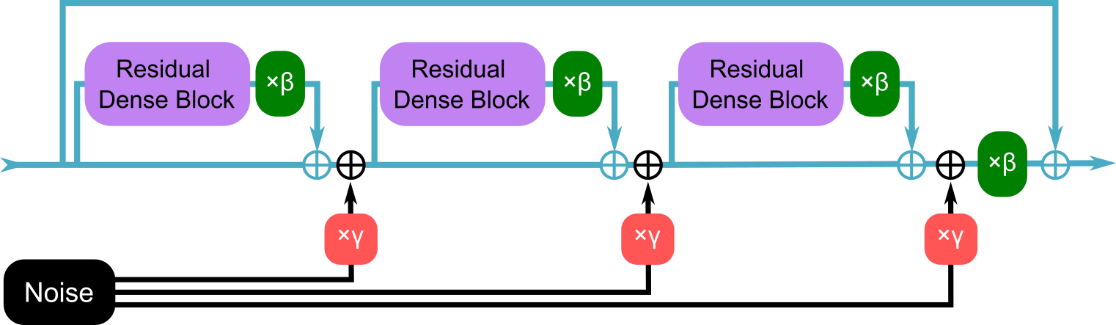 Residual
Dense Block
×β
Residual
Dense Block
×β
Residual
Dense Block
×β
×β
×γ
×γ
×γ
Noise